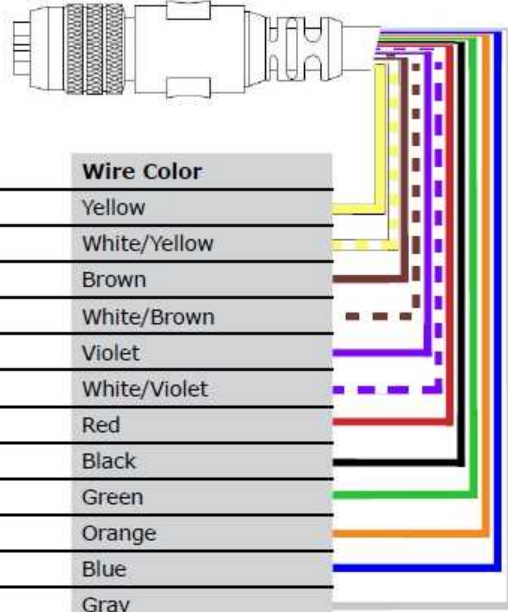 Wire Color
Yellow
White/Yellow
Brown
White/Brown
Violet
White/Violet
Red
Black
Green
Orange
Blue
Gray